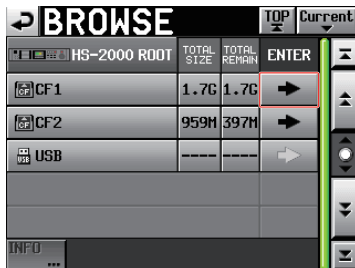 BROWSE TOP Current
HS-2000 ROOT TOTAL SIZE TOTAL REMAIN ENTER
CF1 1.7G 1.7G
CF2 959M 397M
USB ---- ----
INFO ...